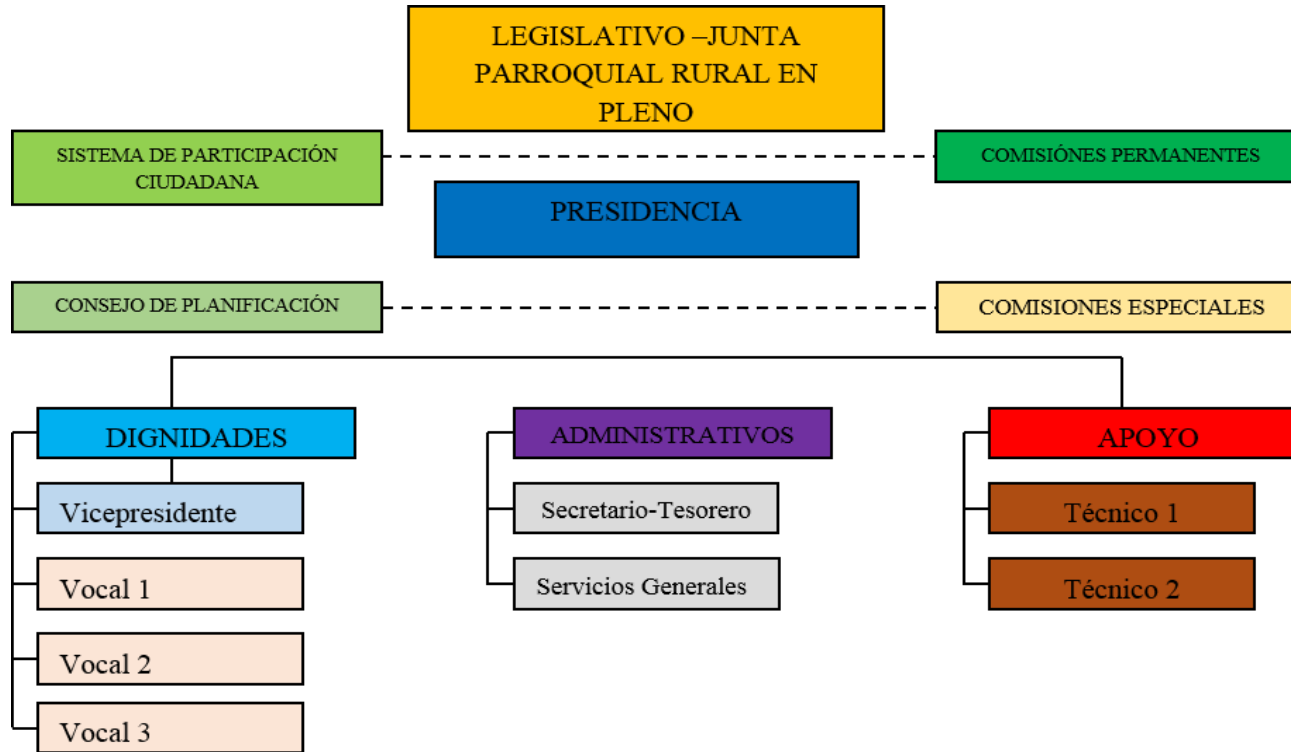 LEGISLATIVO –JUNTA
PARROQUIAL RURAL EN
PLENO
SISTEMA DE PARTICIPACIÓN
CIUDADANA
COMISIÓNES PERMANENTES
PRESIDENCIA
CONSEJO DE PLANIFICACIÓN
COMISIONES ESPECIALES
DIGNIDADES
ADMINISTRATIVOS
APOYO
Vicepresidente
Secretario-Tesorero
Técnico 1
Vocal 1
Servicios Generales
Técnico 2
Vocal 2
Vocal 3